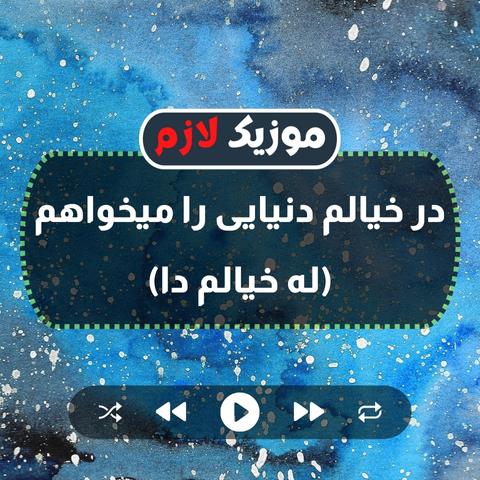 موزیک لازم
در خیالم دنیایی را میخواهم
(له خیالم دا)